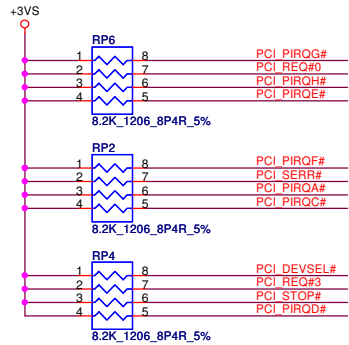 +3VS
RP6
1 8 PCI_PIRQG#
2 7 PCI_REQ#0
3 6 PCI_PIRQH#
4 5 PCI_PIRQE#
8.2K_1206_8P4R_5%
RP2
1 8 PCI_PIRQF#
2 7 PCI_SERR#
3 6 PCI_PIRQA#
4 5 PCI_PIRQC#
8.2K_1206_8P4R_5%
RP4
1 8 PCI_DEVSEL#
2 7 PCI_REQ#3
3 6 PCI_STOP#
4 5 PCI_PIRQD#
8.2K_1206_8P4R_5%